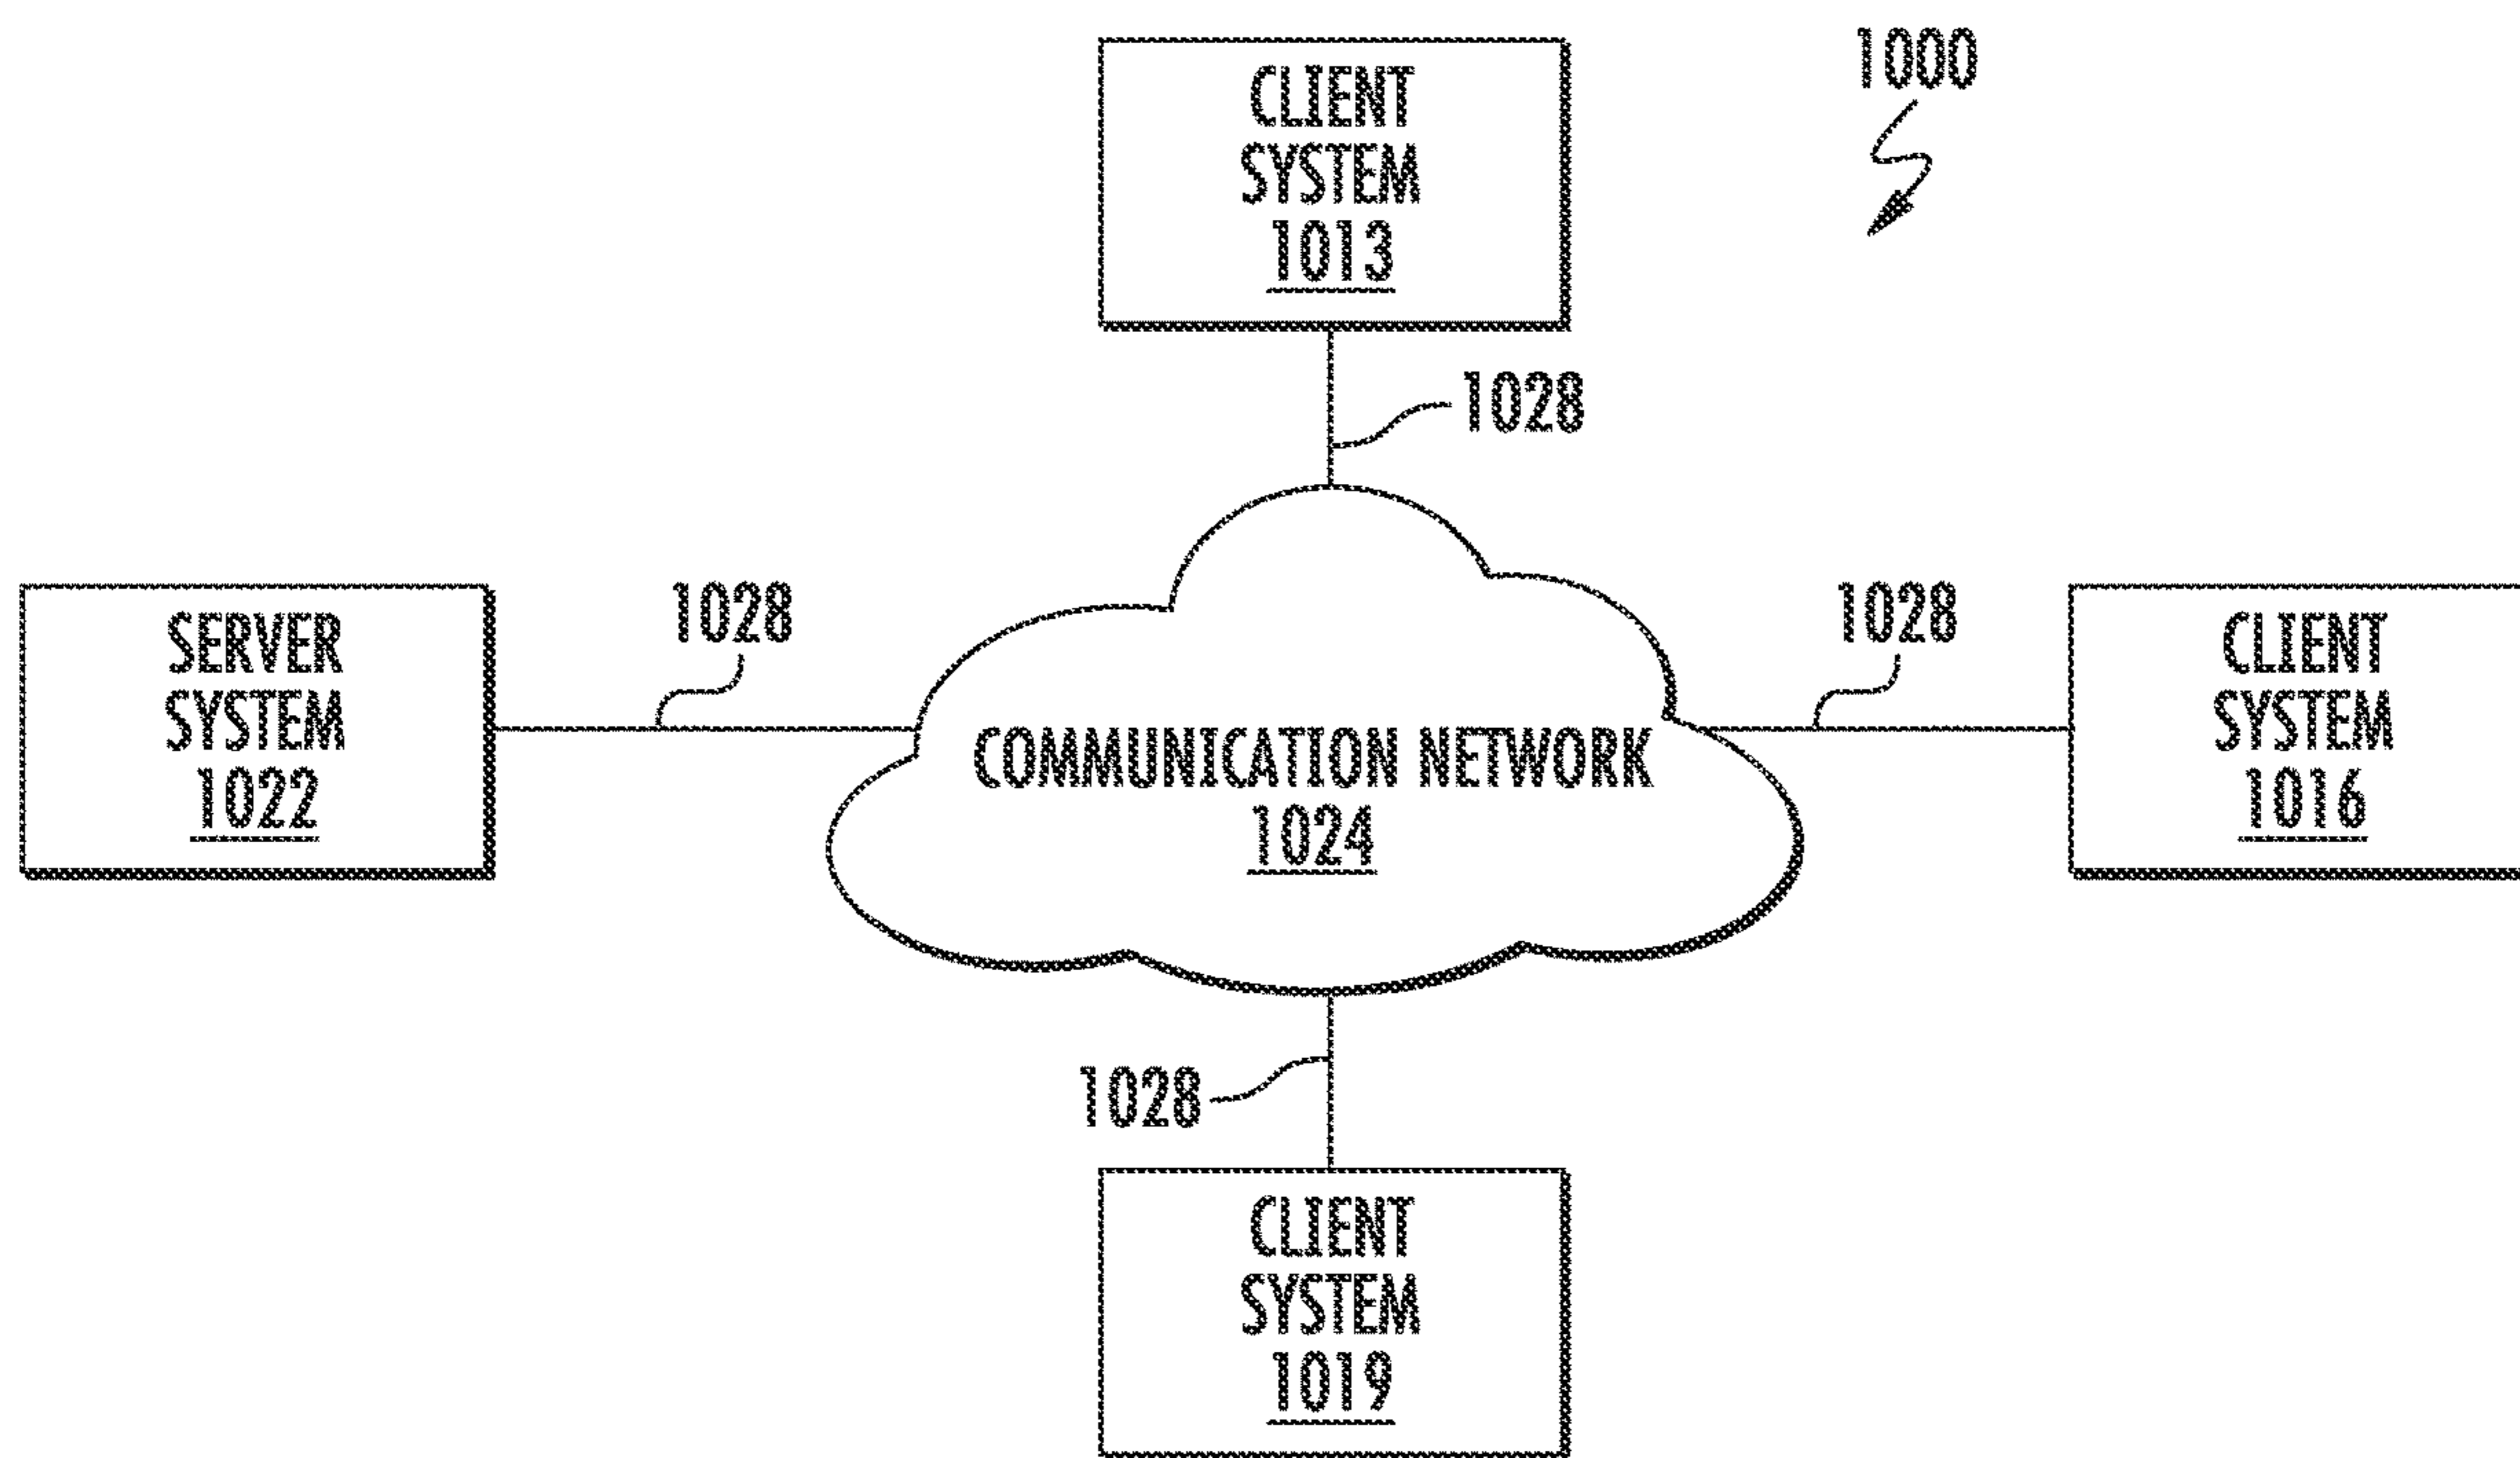 CLIENT
SYSTEM
1013
1000
1028
SERVER
SYSTEM
1022
1028
COMMUNICATION NETWORK
1024
1028
CLIENT
SYSTEM
1016
1028
CLIENT
SYSTEM
1019